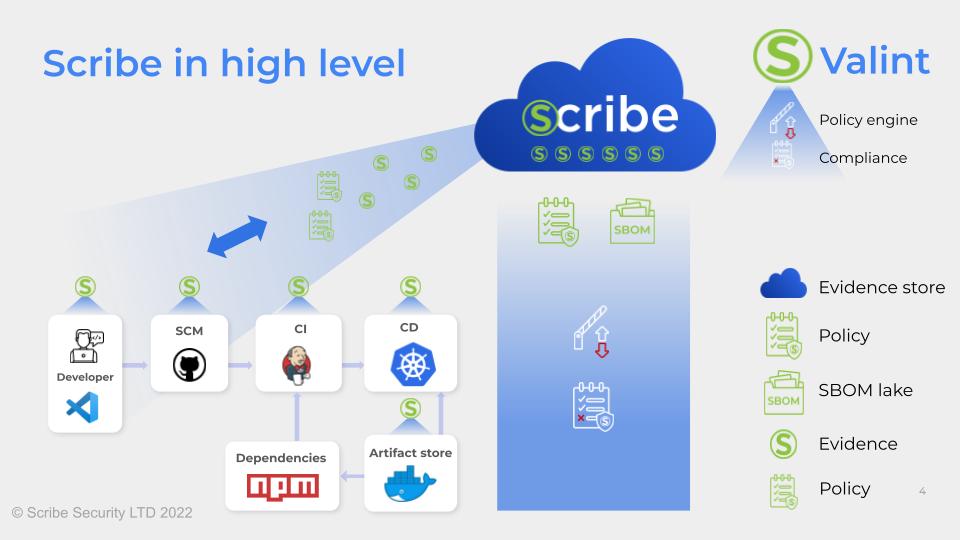 Scribe in high level
Scribe
S S S S S S
S Valint
Policy engine
Compliance
S S S S
S S
S S S S
SBOM
S
Evidence store
Policy
S
SBOM lake
SBOM
S Evidence
Policy
S
4
Developer
SCM
CI
CD
S
Dependencies
npm
Artifact store
S
© Scribe Security LTD 2022